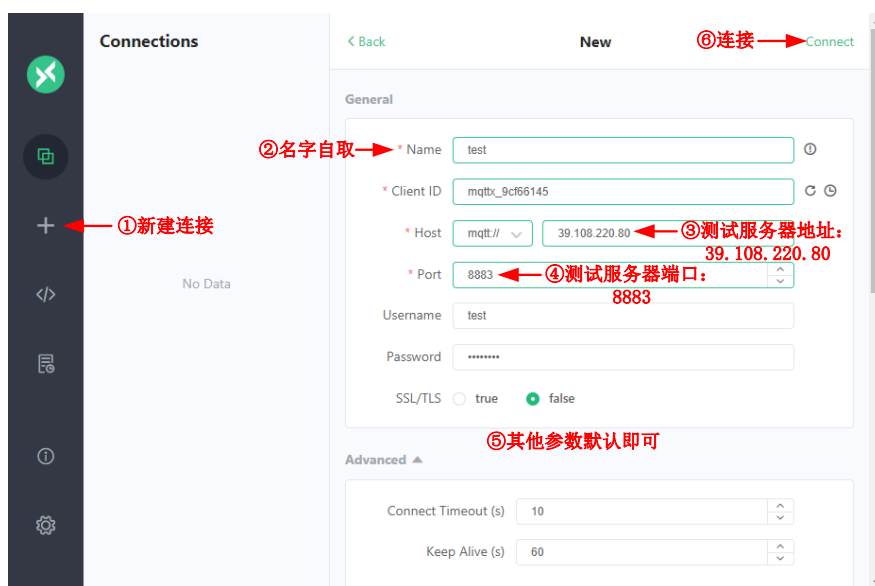 Connections
Back
New
⑥连接
Connect
General
②名字自取
* Name
test
* Client ID
mqttx_9cf66145
①新建连接
* Host
mqtt://
39.108.220.80
③测试服务器地址:
39.108.220.80
* Port
8883
④测试服务器端口:
8883
No Data
Username
test
Password
••••••••
SSL/TLS
true
false
⑤其他参数默认即可
Advanced
Connect Timeout (s)
10
Keep Alive (s)
60